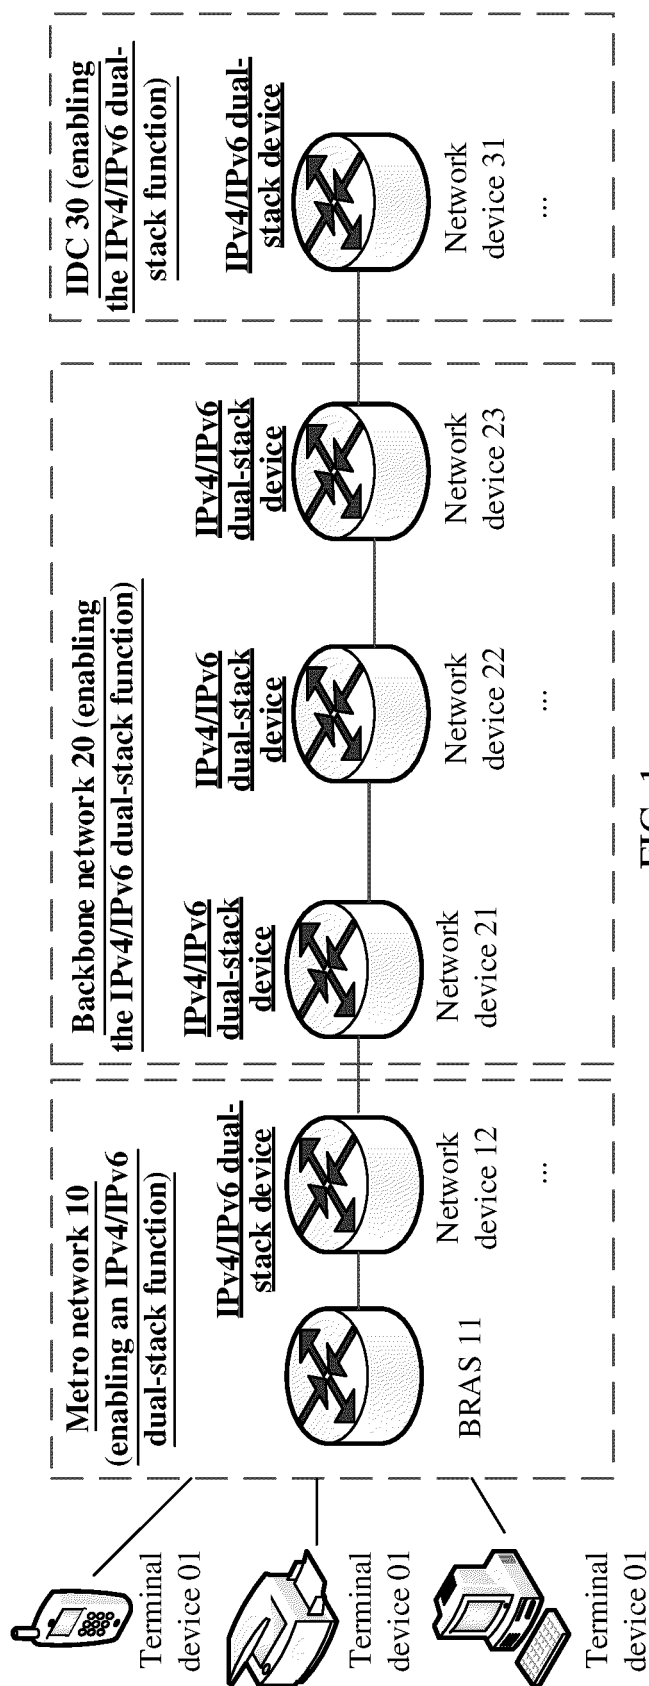 Terminal
device 01
Terminal
device 01
Terminal
device 01
Metro network 10
(enabling an IPv4/IPv6
dual-stack function)
IPv4/IPv6 dual-
stack device
BRAS 11
Network
device 12
...
Backbone network 20 (enabling
the IPv4/IPv6 dual-stack function)
IPv4/IPv6
dual-stack
device
Network
device 21
IPv4/IPv6
dual-stack
device
Network
device 22
...
IPv4/IPv6
dual-stack
device
Network
device 23
IDC 30 (enabling
the IPv4/IPv6 dual-
stack function)
IPv4/IPv6 dual-
stack device
Network
device 31
...
FIG. 1